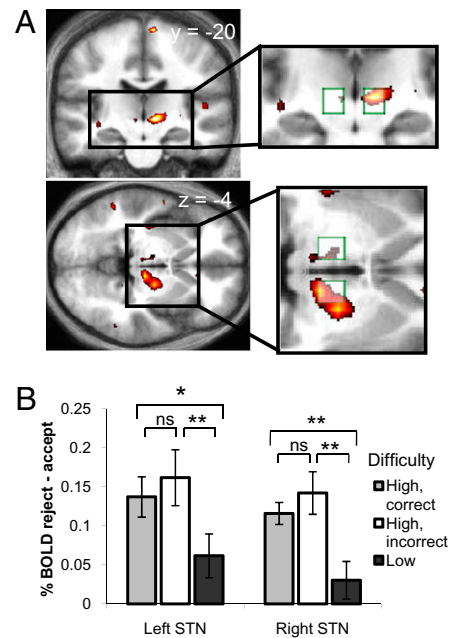 A
y = -20
z = -4
B
% BOLD reject - accept
0.25
0.2
0.15
0.1
0.05
0
*
ns
**
**
ns
**
Left STN
Right STN
Difficulty
High,
correct
High,
incorrect
Low